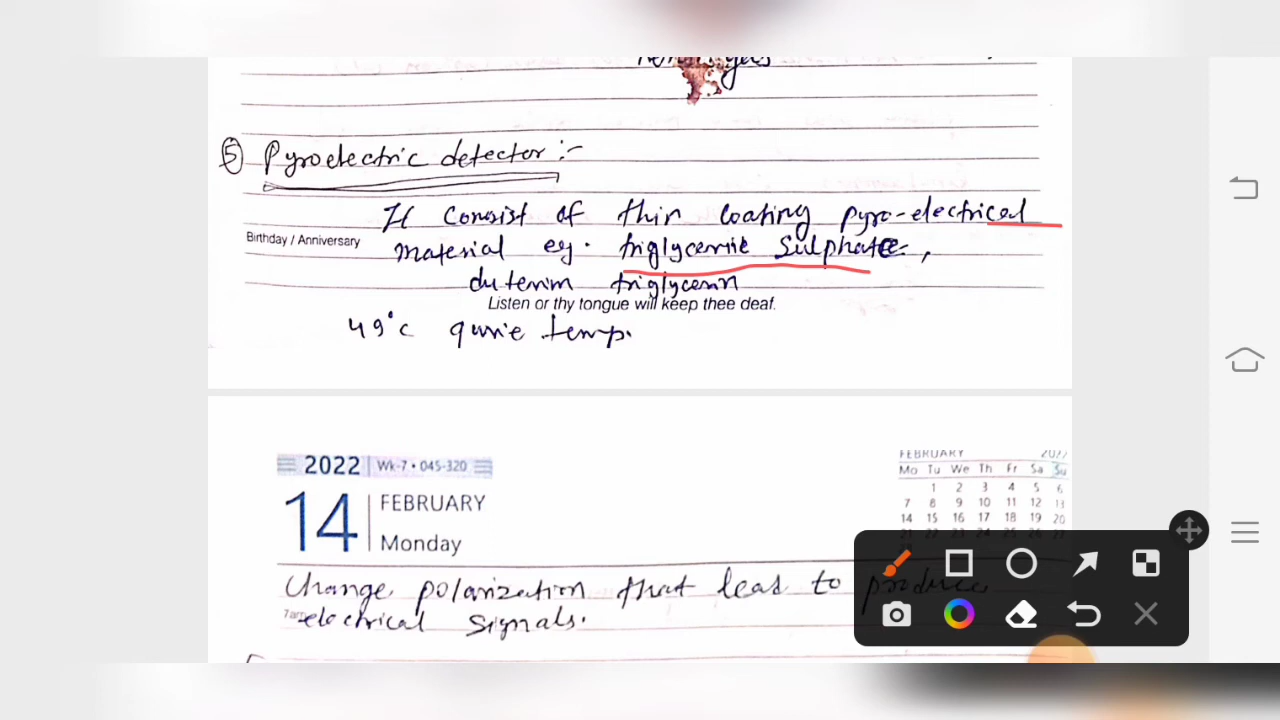 ⑤ Pyroelectric detector :-
It Consist of thin coating pyro-electrical
Birthday / Anniversary
material eg. triglycerine Sulphate,
duterim triglycerin
Listen or thy tongue will keep thee deaf.
49°c temp.
2022 Wk-7 • 045-320
14 FEBRUARY
Monday
FEBRUARY 2022
Mo Tu We Th Fr Sa Su
1 2 3 4 5 6
7 8 9 10 11 12 13
14 15 16 17 18 19 20
Change polarization that lead to produce
electrical signals.